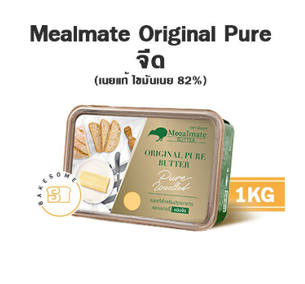 Mealmate Original Pure
จืด
(เนยแท้ ไขมันเนย 82%)
Mealmate
BUTTER
ORIGINAL PURE
BUTTER
Pure
Unsalted
1KG
BAKESOME